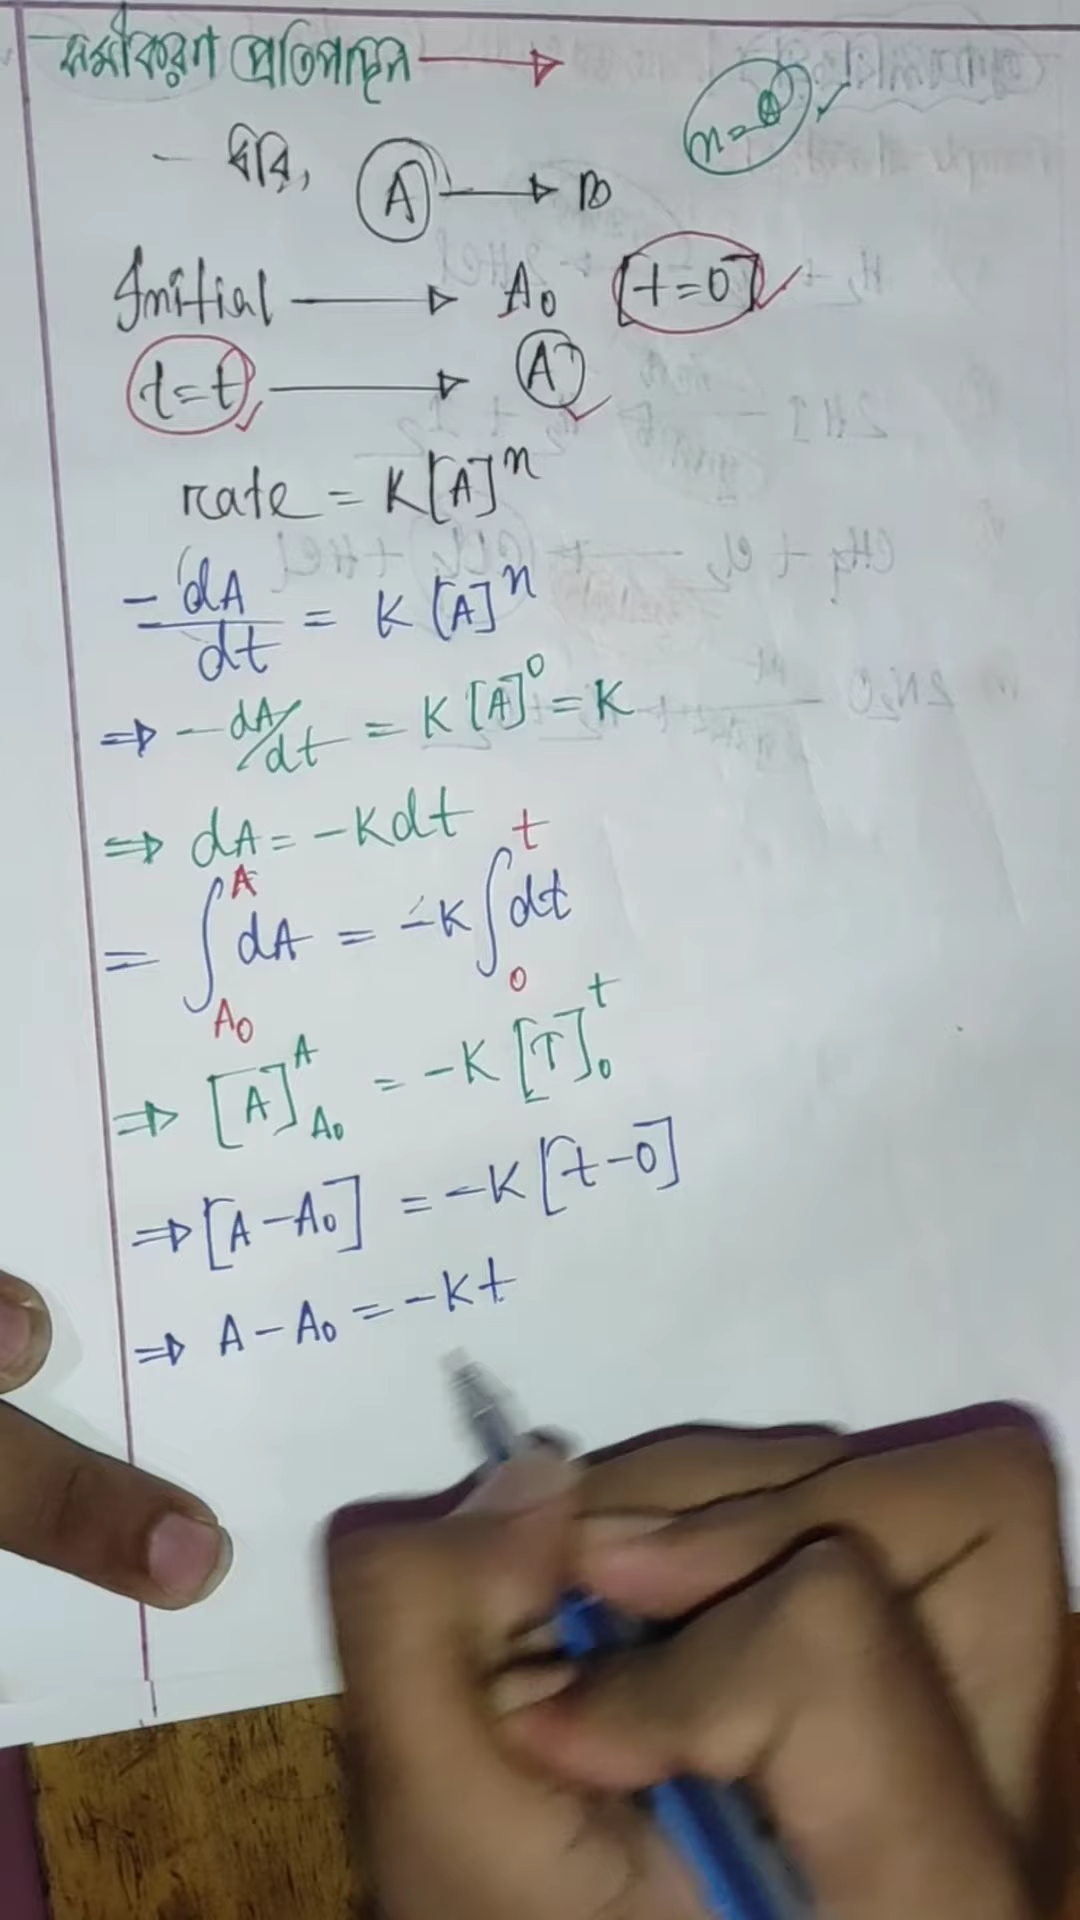 সমীকরণ প্রতিপাদন →
n=0
- ধরি, A → B
Initial → A₀ [t=0]
t=t → A
rate = K[A]ⁿ
-dA/dt = K[A]ⁿ
⇒ -dA/dt = K[A]⁰ = K
⇒ dA = -Kdt
= ∫_{A₀}^{A} dA = -K∫_{0}^{t} dt
⇒ [A]_{A₀}^{A} = -K[T]_{0}^{t}
⇒ [A-A₀] = -K[t-0]
⇒ A-A₀ = -Kt